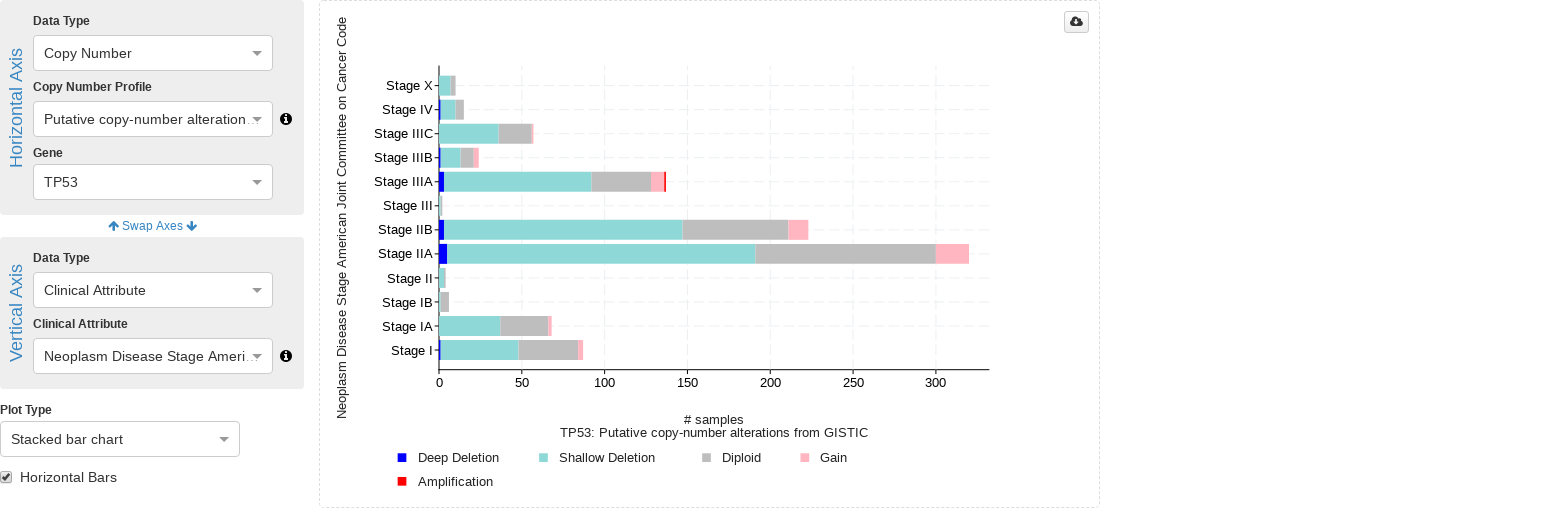 Horizontal Axis
Data Type
Copy Number
Copy Number Profile
Putative copy-number alteration...
Gene
TP53
Swap Axes
Vertical Axis
Data Type
Clinical Attribute
Clinical Attribute
Neoplasm Disease Stage Ameri...
Plot Type
Stacked bar chart
Horizontal Bars
Neoplasm Disease Stage American Joint Committee on Cancer Code
Stage X
Stage IV
Stage IIIC
Stage IIIB
Stage IIIA
Stage III
Stage IIB
Stage IIA
Stage II
Stage IB
Stage IA
Stage I
0 50 100 150 200 250 300
# samples
TP53: Putative copy-number alterations from GISTIC
Deep Deletion Shallow Deletion Diploid Gain
Amplification